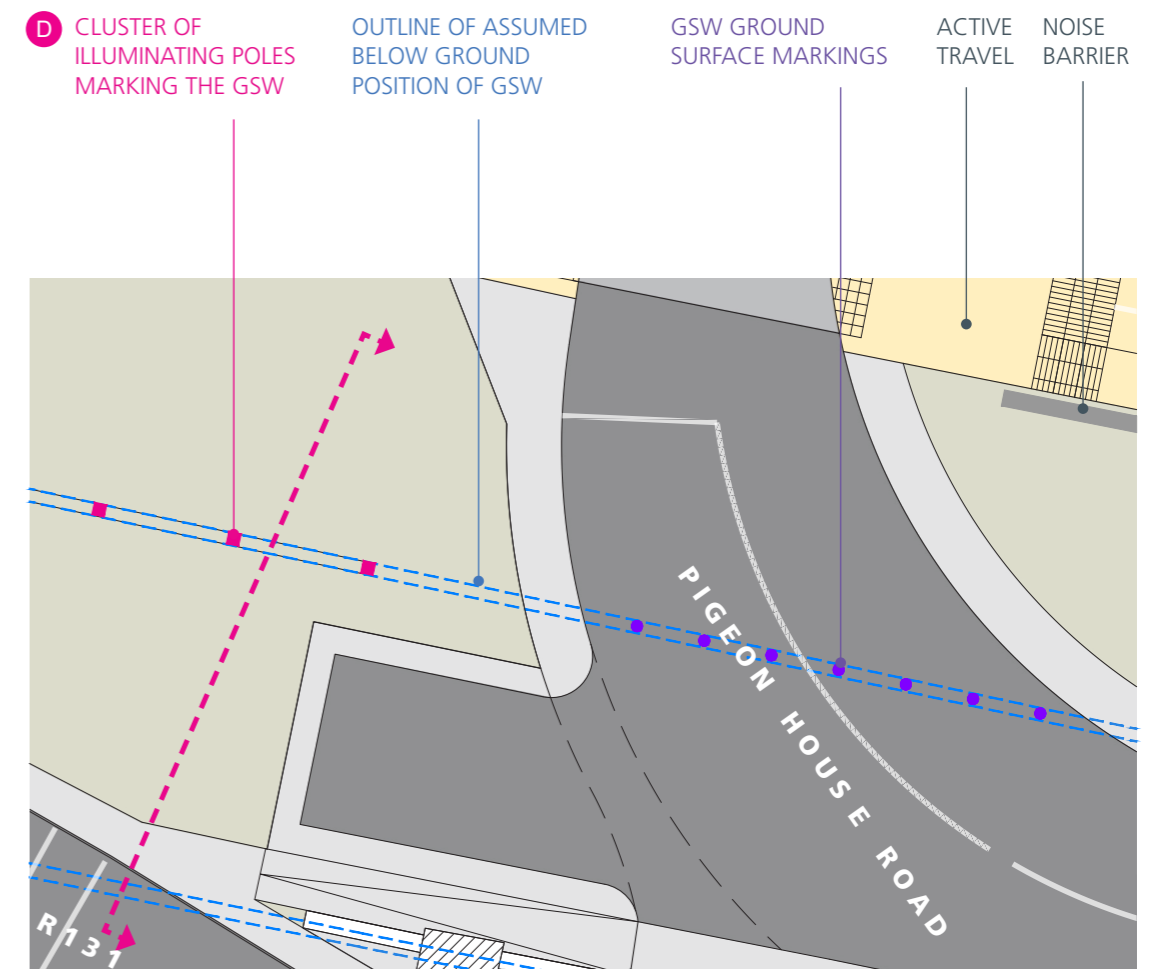 D
CLUSTER OF
ILLUMINATING POLES
MARKING THE GSW
OUTLINE OF ASSUMED
BELOW GROUND
POSITION OF GSW
GSW GROUND
SURFACE MARKINGS
ACTIVE
TRAVEL
NOISE
BARRIER
PIGEON HOUSE ROAD
R131